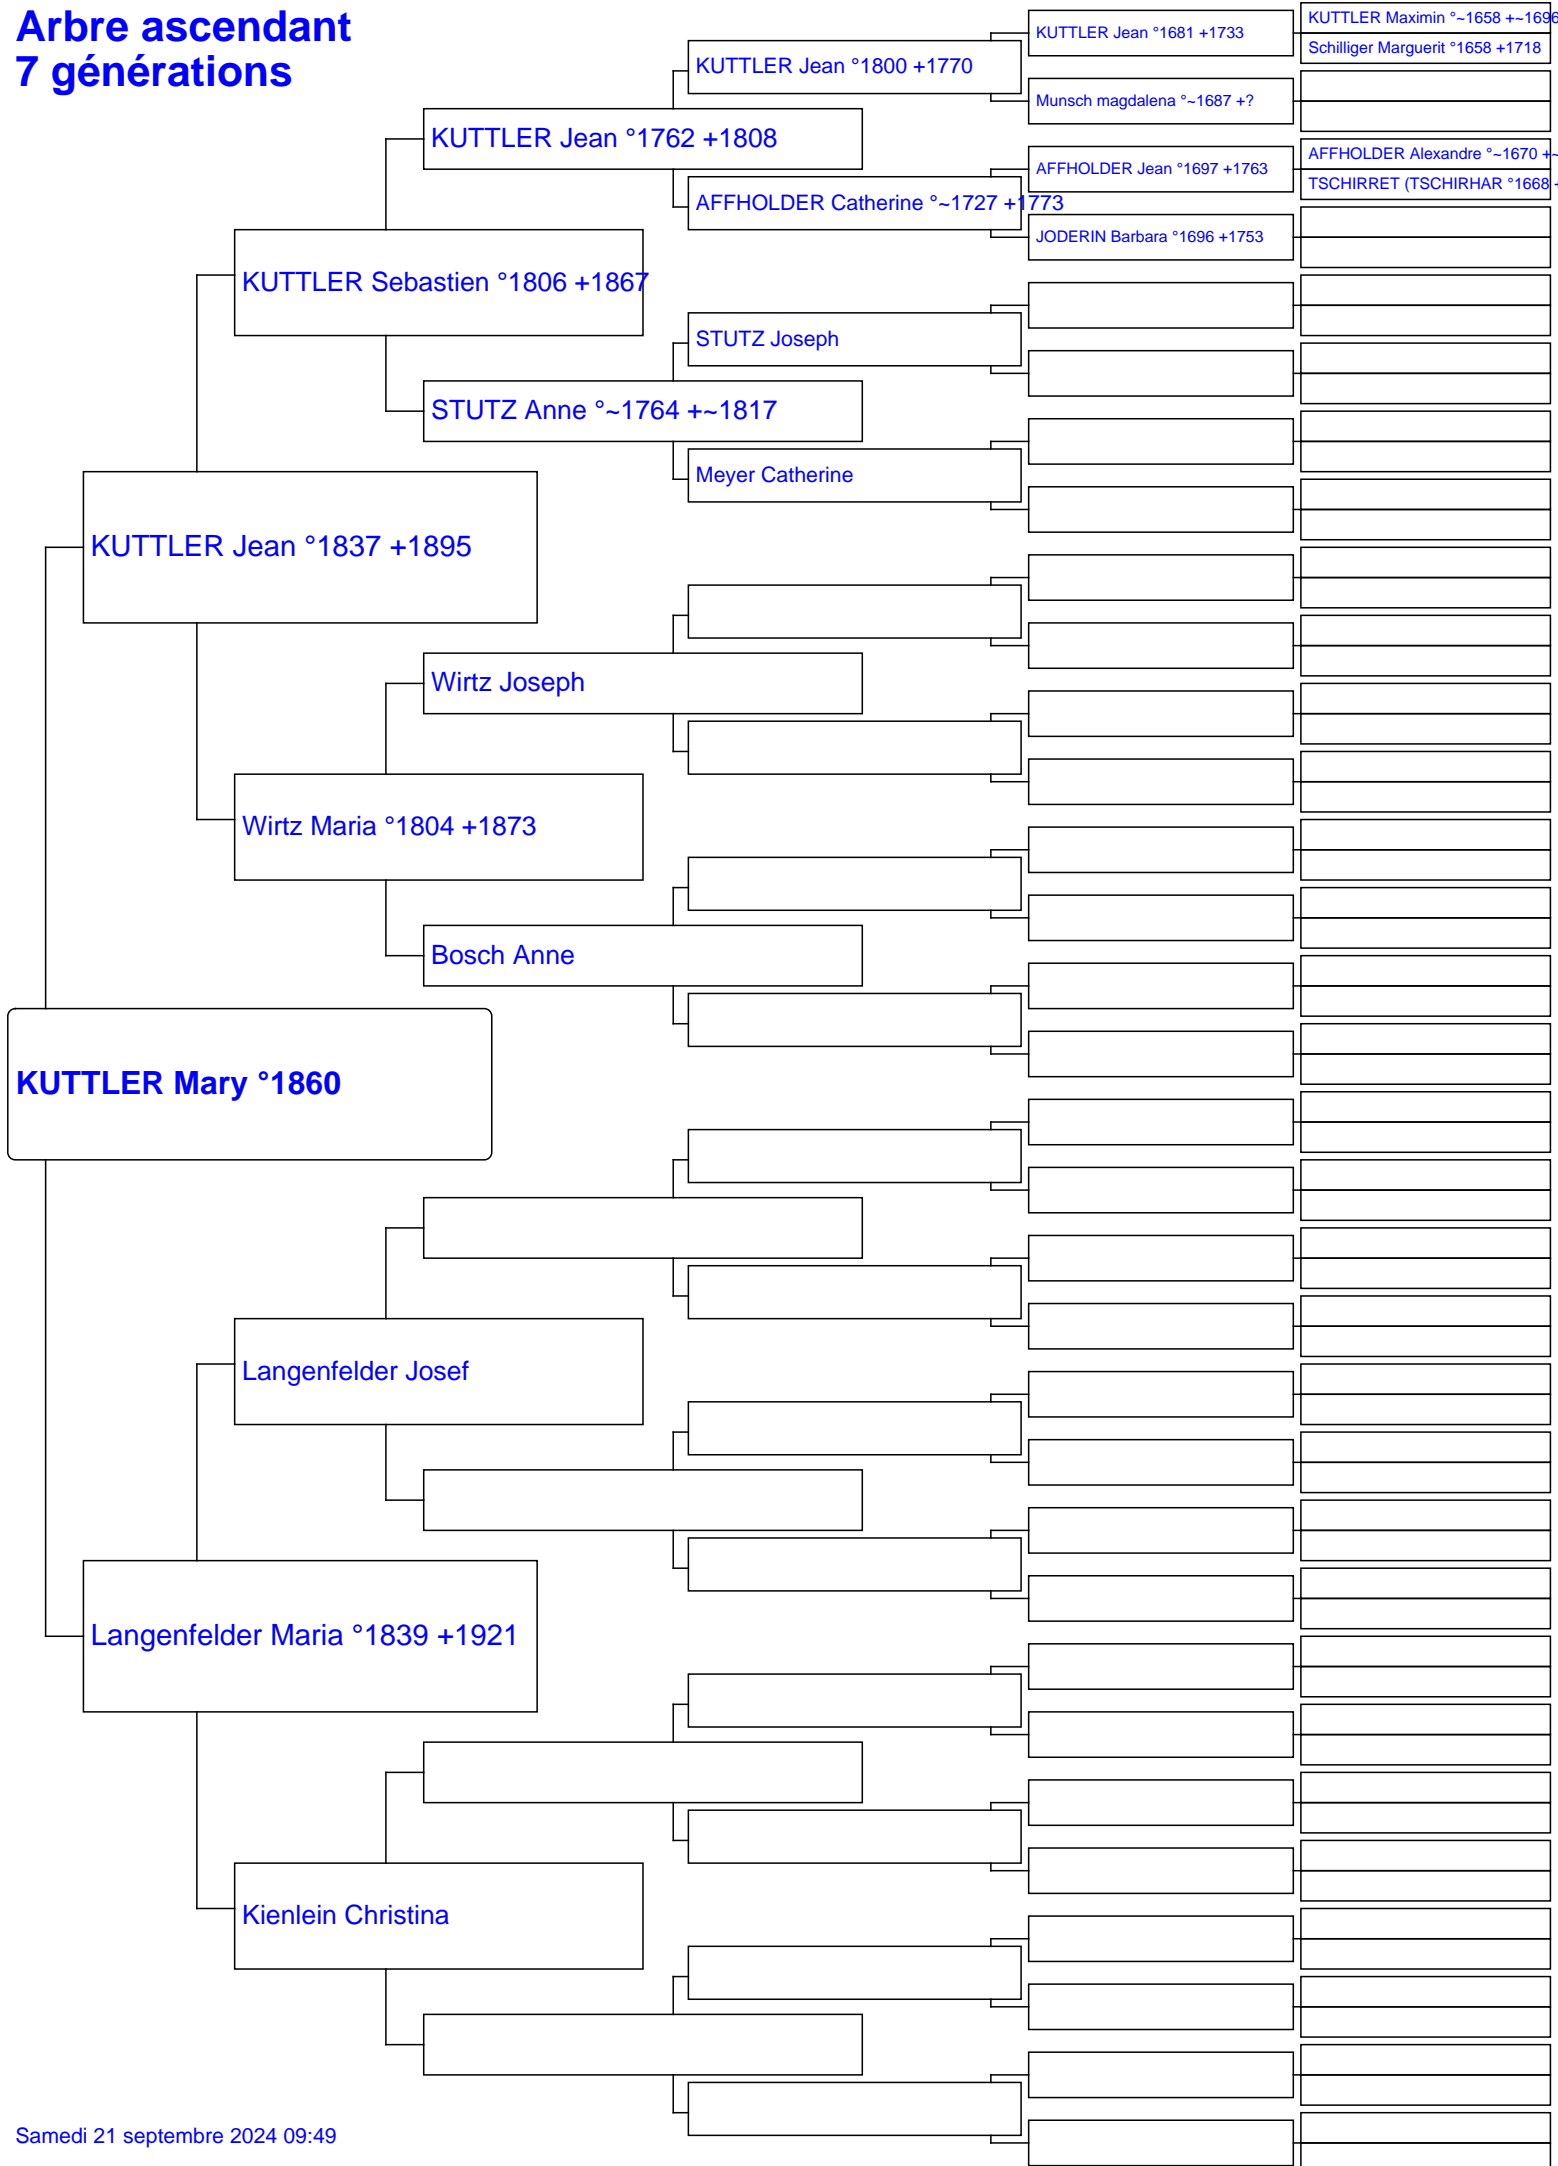 Arbre ascendant
7 générations
KUTTLER Maximin °~1658 +~1696
KUTTLER Jean °1681 +1733
Schilliger Marguerit °1658 +1718
KUTTLER Jean °1800 +1770
Munsch magdalena °~1687 +?
KUTTLER Jean °1762 +1808
AFFHOLDER Alexandre °~1670 +~
AFFHOLDER Jean °1697 +1763
TSCHIRRET (TSCHIRHAR °1668 +
AFFHOLDER Catherine °~1727 +1773
JODERIN Barbara °1696 +1753
KUTTLER Sebastien °1806 +1867
STUTZ Joseph
STUTZ Anne °~1764 +~1817
Meyer Catherine
KUTTLER Jean °1837 +1895
Wirtz Joseph
Wirtz Maria °1804 +1873
Bosch Anne
KUTTLER Mary °1860
Langenfelder Josef
Langenfelder Maria °1839 +1921
Kienlein Christina
Samedi 21 septembre 2024 09:49